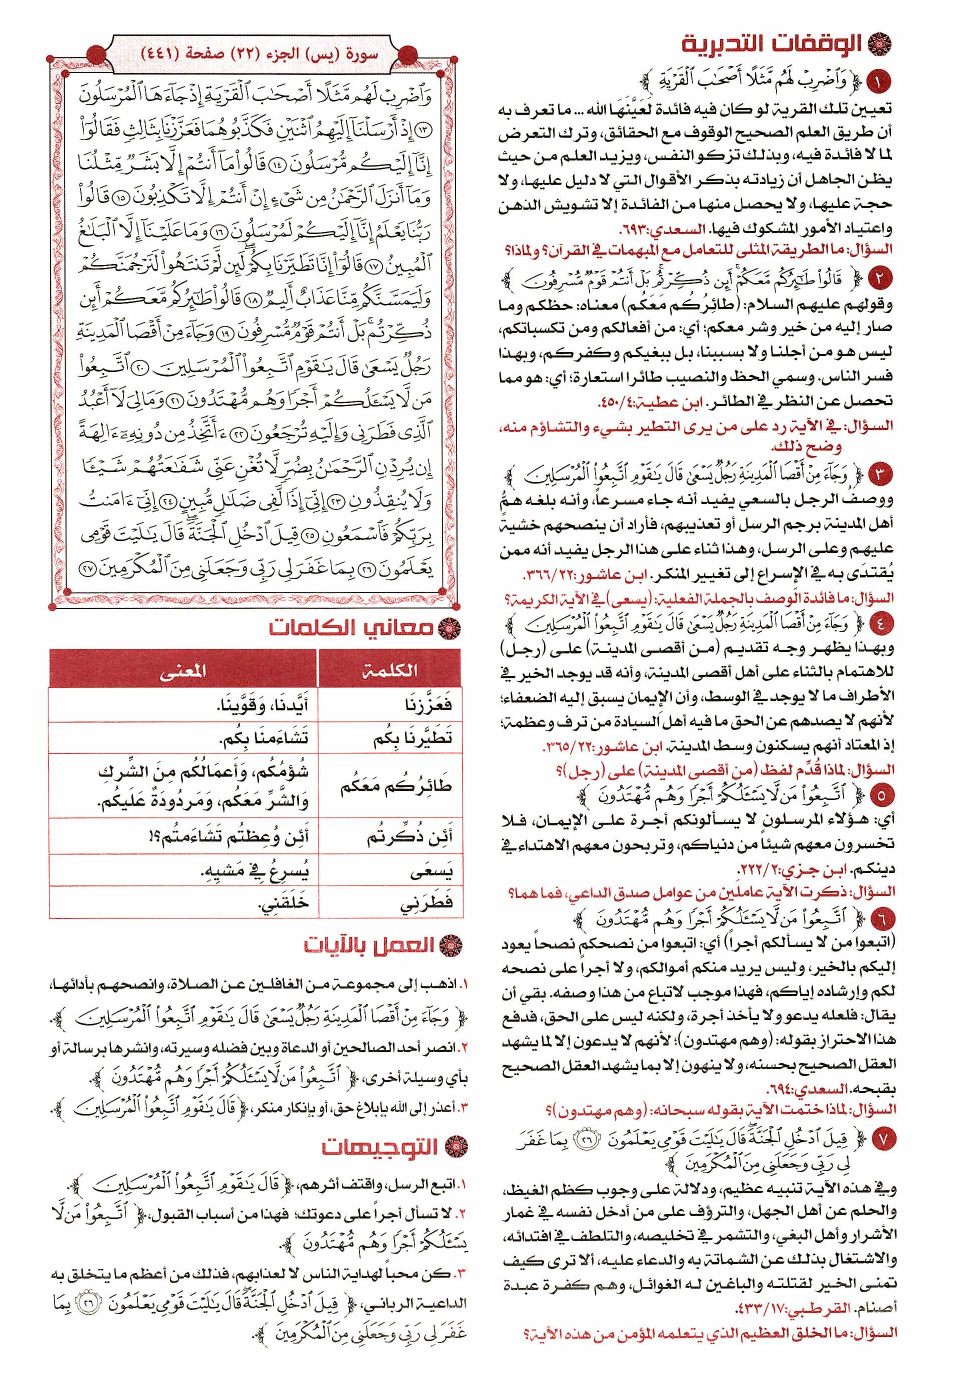 الوقفات التدبرية
١ ﴿ وَٱضْرِبْ لَهُم مَّثَلًا أَصْحَٰبَ ٱلْقَرْيَةِ ﴾
تعيين تلك القرية لو كان فيه فائدة لعَيَّنَهَا الله ... ما تعرف به
أن طريق العلم الصحيح الوقوف مع الحقائق، وترك التعرض
لما لا فائدة فيه، وبذلك تزكو النفس، ويزيد العلم من حيث
يظن الجاهل أن زيادته بذكر الأقوال التي لا دليل عليها، ولا
حجة عليها، ولا يحصل منها من الفائدة إلا تشويش الذهن
واعتياد الأمور المشكوك فيها. السعدي:٦٩٣.
السؤال: ما الطريقة المثلى للتعامل مع المبهمات في القرآن؟ ولماذا؟
٢ ﴿ قَالُوا۟ طَٰٓئِرُكُم مَّعَكُمْ ۚ أَئِن ذُكِّرْتُم ۚ بَلْ أَنتُمْ قَوْمٌ مُّسْرِفُونَ ﴾
وقولهم عليهم السلام: (طائِرُكُم مَعَكُم) معناه: حظكم وما
صار إليه من خير وشر معكم؛ أي: من أفعالكم ومن تكسباتكم،
ليس هو من أجلنا ولا بسببنا، بل ببغيكم وكفركم، وبهذا
فسر الناس. وسمي الحظ والنصيب طائرا استعارة؛ أي: هو مما
تحصل عن النظر في الطائر. ابن عطية:٤٥٠/٤.
السؤال: في الآية رد على من يرى التطير بشيء والتشاؤم منه،
وضح ذلك.
٣ ﴿ وَجَآءَ مِنْ أَقْصَا ٱلْمَدِينَةِ رَجُلٌ يَسْعَىٰ قَالَ يَٰقَوْمِ ٱتَّبِعُوا۟ ٱلْمُرْسَلِينَ ﴾
ووصف الرجل بالسعي يفيد أنه جاء مسرعاً، وأنه بلغه همُّ
أهل المدينة برجم الرسل أو تعذيبهم، فأراد أن ينصحهم خشية
عليهم وعلى الرسل، وهذا ثناء على هذا الرجل يفيد أنه ممن
يُقتدَى به في الإسراع إلى تغيير المنكر. ابن عاشور:٣٦٦/٢٢.
السؤال: ما فائدة الوصف بالجملة الفعلية: (يسعى) في الآية الكريمة؟
٤ ﴿ وَجَآءَ مِنْ أَقْصَا ٱلْمَدِينَةِ رَجُلٌ يَسْعَىٰ قَالَ يَٰقَوْمِ ٱتَّبِعُوا۟ ٱلْمُرْسَلِينَ ﴾
وبهذا يظهر وجه تقديم (من أقصى المدينة) على (رجل)
للاهتمام بالثناء على أهل أقصى المدينة، وأنه قد يوجد الخير في
الأطراف ما لا يوجد في الوسط، وأن الإيمان يسبق إليه الضعفاء؛
لأنهم لا يصدهم عن الحق ما فيه أهل السيادة من ترف وعظمة؛
إذ المعتاد أنهم يسكنون وسط المدينة. ابن عاشور:٣٦٥/٢٢.
السؤال: لماذا قُدِّم لفظ (من أقصى المدينة) على (رجل)؟
٥ ﴿ ٱتَّبِعُوا۟ مَن لَّا يَسْـَٔلُكُمْ أَجْرًا وَهُم مُّهْتَدُونَ ﴾
أي: هؤلاء المرسلون لا يسألونكم أجرة على الإيمان، فلا
تخسرون معهم شيئاً من دنياكم، وتربحون معهم الاهتداء في
دينكم. ابن جزي:٢٢٢/٢.
السؤال: ذكرت الآية عاملين من عوامل صدق الداعي، فما هما؟
٦ ﴿ ٱتَّبِعُوا۟ مَن لَّا يَسْـَٔلُكُمْ أَجْرًا وَهُم مُّهْتَدُونَ ﴾
(اتبعوا من لا يسألكم أجراً) أي: اتبعوا من نصحكم نصحاً يعود
إليكم بالخير، وليس يريد منكم أموالكم، ولا أجراً على نصحه
لكم وإرشاده إياكم، فهذا موجب لاتباع من هذا وصفه. بقي أن
يقال: فلعله يدعو ولا يأخذ أجرة، ولكنه ليس على الحق، فدفع
هذا الاحتراز بقوله: (وهم مهتدون)؛ لأنهم لا يدعون إلا لما يشهد
العقل الصحيح بحسنه، ولا ينهون إلا بما يشهد العقل الصحيح
بقبحه. السعدي:٦٩٤.
السؤال: لماذا ختمت الآية بقوله سبحانه: (وهم مهتدون)؟
٧ ﴿ قِيلَ ٱدْخُلِ ٱلْجَنَّةَ ۖ قَالَ يَٰلَيْتَ قَوْمِى يَعْلَمُونَ ﴿٢٦﴾ بِمَا غَفَرَ
لِى رَبِّى وَجَعَلَنِى مِنَ ٱلْمُكْرَمِينَ ﴾
وفي هذه الآية تنبيه عظيم، ودلالة على وجوب كظم الغيظ،
والحلم عن أهل الجهل، والترؤف على من أدخل نفسه في غمار
الأشرار وأهل البغي، والتشمر في تخليصه، والتلطف في افتدائه،
والاشتغال بذلك عن الشماتة به والدعاء عليه، ألا ترى كيف
تمنى الخير لقتلته والباغين له الغوائل، وهم كفرة عبدة
أصنام. القرطبي:٤٣٣/١٧.
السؤال: ما الخلق العظيم الذي يتعلمه المؤمن من هذه الآية؟
سورة (يس) الجزء (٢٢) صفحة (٤٤١)
وَٱضْرِبْ لَهُم مَّثَلًا أَصْحَٰبَ ٱلْقَرْيَةِ إِذْ جَآءَهَا ٱلْمُرْسَلُونَ
١٣ إِذْ أَرْسَلْنَآ إِلَيْهِمُ ٱثْنَيْنِ فَكَذَّبُوهُمَا فَعَزَّزْنَا بِثَالِثٍ فَقَالُوٓا۟
إِنَّآ إِلَيْكُم مُّرْسَلُونَ ١٤ قَالُوا۟ مَآ أَنتُمْ إِلَّا بَشَرٌ مِّثْلُنَا
وَمَآ أَنزَلَ ٱلرَّحْمَٰنُ مِن شَىْءٍ إِنْ أَنتُمْ إِلَّا تَكْذِبُونَ ١٥ قَالُوا۟
رَبُّنَا يَعْلَمُ إِنَّآ إِلَيْكُمْ لَمُرْسَلُونَ ١٦ وَمَا عَلَيْنَآ إِلَّا ٱلْبَلَٰغُ
ٱلْمُبِينُ ١٧ قَالُوٓا۟ إِنَّا تَطَيَّرْنَا بِكُمْ ۖ لَئِن لَّمْ تَنتَهُوا۟ لَنَرْجُمَنَّكُمْ
وَلَيَمَسَّنَّكُم مِّنَّا عَذَابٌ أَلِيمٌ ١٨ قَالُوا۟ طَٰٓئِرُكُم مَّعَكُمْ ۚ أَئِن
ذُكِّرْتُم ۚ بَلْ أَنتُمْ قَوْمٌ مُّسْرِفُونَ ١٩ وَجَآءَ مِنْ أَقْصَا ٱلْمَدِينَةِ
رَجُلٌ يَسْعَىٰ قَالَ يَٰقَوْمِ ٱتَّبِعُوا۟ ٱلْمُرْسَلِينَ ٢٠ ٱتَّبِعُوا۟
مَن لَّا يَسْـَٔلُكُمْ أَجْرًا وَهُم مُّهْتَدُونَ ٢١ وَمَا لِىَ لَآ أَعْبُدُ
ٱلَّذِى فَطَرَنِى وَإِلَيْهِ تُرْجَعُونَ ٢٢ ءَأَتَّخِذُ مِن دُونِهِۦٓ ءَالِهَةً
إِن يُرِدْنِ ٱلرَّحْمَٰنُ بِضُرٍّ لَّا تُغْنِ عَنِّى شَفَٰعَتُهُمْ شَيْـًٔا
وَلَا يُنقِذُونِ ٢٣ إِنِّىٓ إِذًا لَّفِى ضَلَٰلٍ مُّبِينٍ ٢٤ إِنِّىٓ ءَامَنتُ
بِرَبِّكُمْ فَٱسْمَعُونِ ٢٥ قِيلَ ٱدْخُلِ ٱلْجَنَّةَ ۖ قَالَ يَٰلَيْتَ قَوْمِى
يَعْلَمُونَ ٢٦ بِمَا غَفَرَ لِى رَبِّى وَجَعَلَنِى مِنَ ٱلْمُكْرَمِينَ ٢٧
معاني الكلمات
الكلمة المعنى
فَعَزَّزنَا أَيَّدنَا، وَقَوَّينَا.
تَطَيَّرنَا بِكُم تَشَاءَمنَا بِكُم.
طَائِرُكُم مَعَكُم شُؤمُكُم، وَأَعمَالُكُم مِنَ الشِّركِ
وَالشَّرِّ مَعَكُم، وَمَردُودَةٌ عَلَيكُم.
أَئِن ذُكِّرتُم أَئِن وُعِظتُم تَشَاءَمتُم؟!
يَسعَى يُسرِعُ فِي مَشيِهِ.
فَطَرَنِي خَلَقَنِي.
العمل بالآيات
١. اذهب إلى مجموعة من الغافلين عن الصلاة، وانصحهم بأدائها،
﴿ وَجَآءَ مِنْ أَقْصَا ٱلْمَدِينَةِ رَجُلٌ يَسْعَىٰ قَالَ يَٰقَوْمِ ٱتَّبِعُوا۟ ٱلْمُرْسَلِينَ ﴾.
٢. انصر أحد الصالحين أو الدعاة وبين فضله وسيرته، وانشرها برسالة أو
بأي وسيلة أخرى، ﴿ ٱتَّبِعُوا۟ مَن لَّا يَسْـَٔلُكُمْ أَجْرًا وَهُم مُّهْتَدُونَ ﴾.
٣. أعذر إلى الله بإبلاغ حق، أو بإنكار منكر، ﴿ قَالَ يَٰقَوْمِ ٱتَّبِعُوا۟ ٱلْمُرْسَلِينَ ﴾.
التوجيهات
١. اتبع الرسل، واقتف أثرهم، ﴿ قَالَ يَٰقَوْمِ ٱتَّبِعُوا۟ ٱلْمُرْسَلِينَ ﴾.
٢. لا تسأل أجراً على دعوتك؛ فهذا من أسباب القبول، ﴿ ٱتَّبِعُوا۟ مَن لَّا
يَسْـَٔلُكُمْ أَجْرًا وَهُم مُّهْتَدُونَ ﴾.
٣. كن محباً لهداية الناس لا لعذابهم، فذلك من أعظم ما يتخلق به
الداعية الرباني، ﴿ قِيلَ ٱدْخُلِ ٱلْجَنَّةَ ۖ قَالَ يَٰلَيْتَ قَوْمِى يَعْلَمُونَ ﴿٢٦﴾ بِمَا
غَفَرَ لِى رَبِّى وَجَعَلَنِى مِنَ ٱلْمُكْرَمِينَ ﴾.